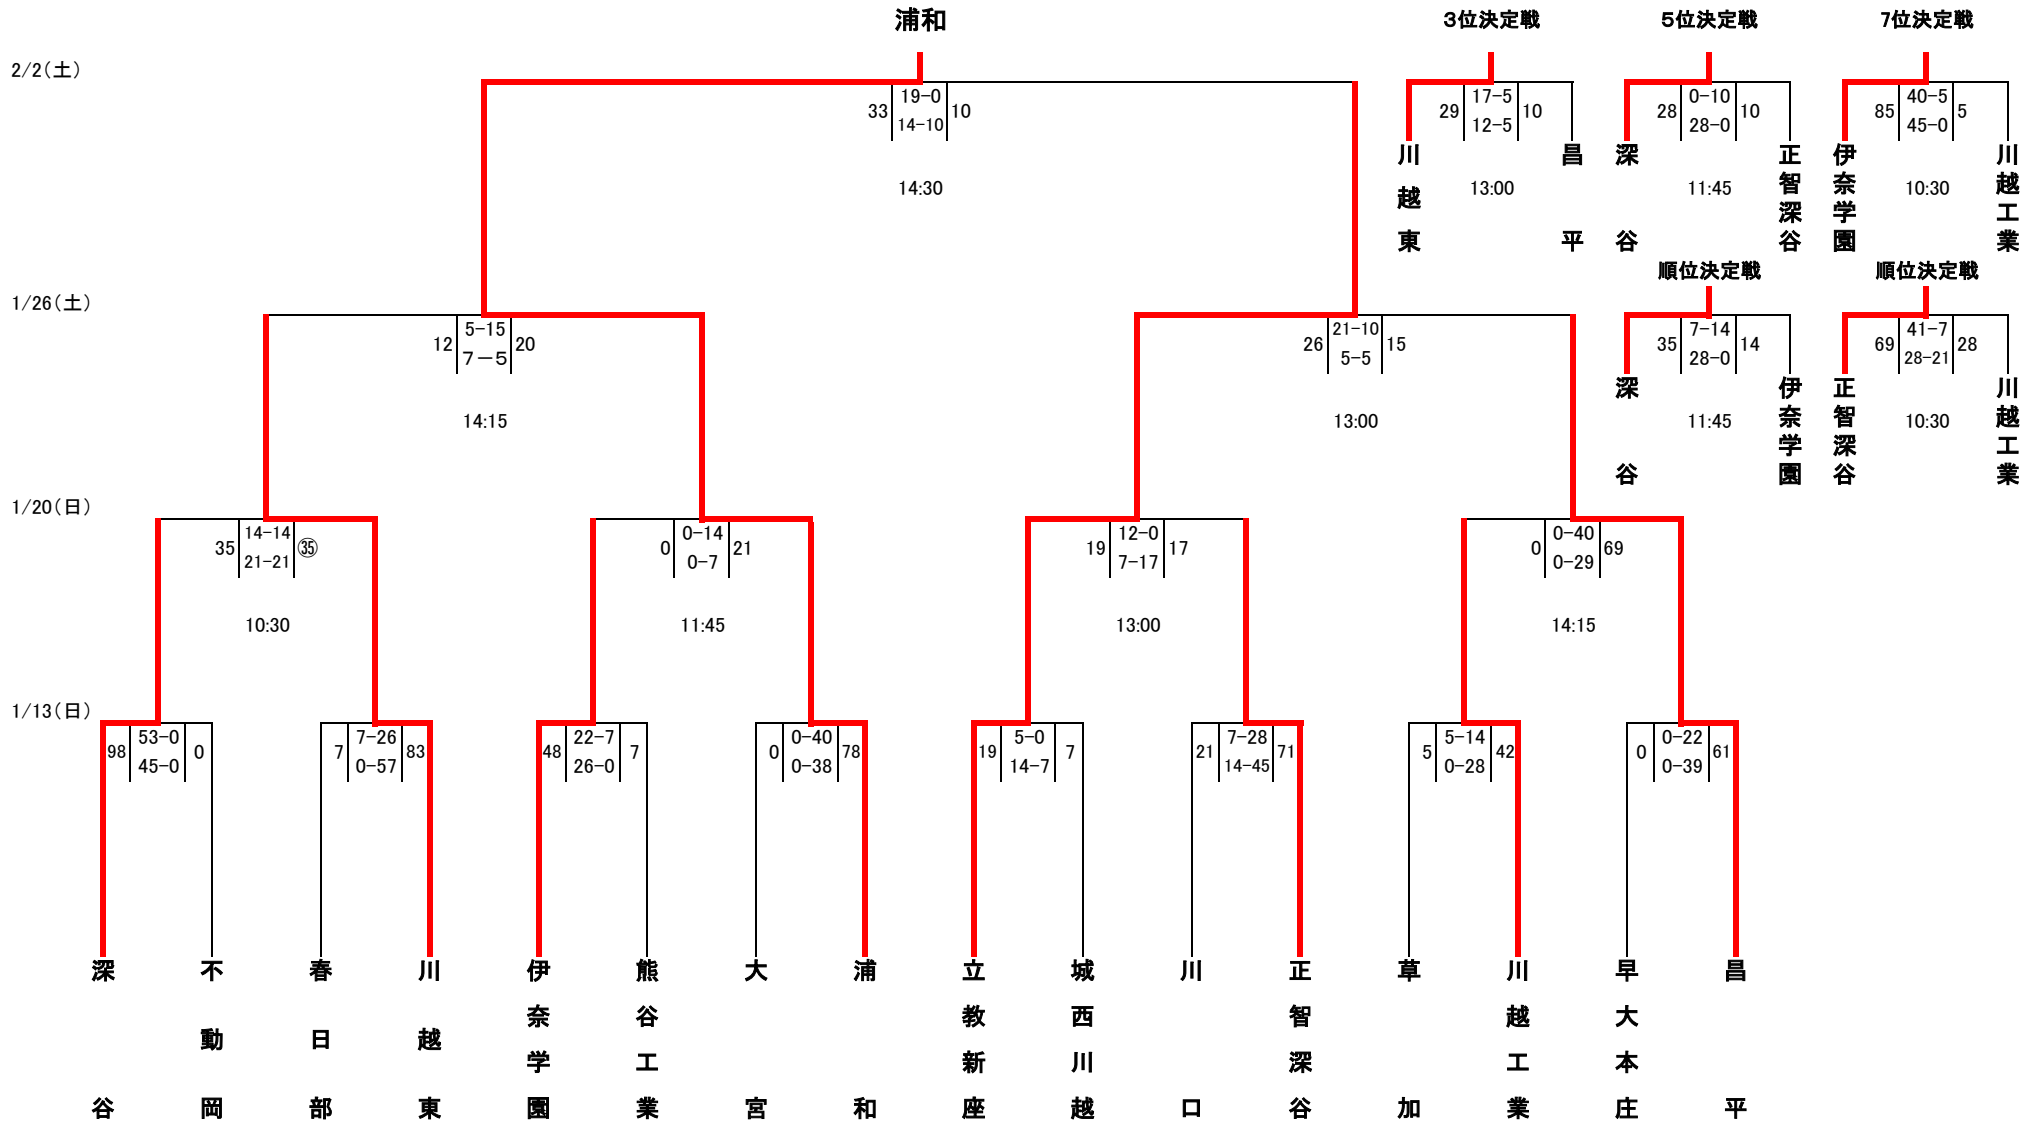 浦和
３位決定戦
５位決定戦
7位決定戦
2/2(土)
33
19-0
14-10
10
14:30
29
17-5
12-5
10
川越東
13:00
昌平
28
0-10
28-0
10
深谷
11:45
正智深谷
85
40-5
45-0
5
伊奈学園
10:30
川越工業
順位決定戦
順位決定戦
1/26(土)
12
5-15
７－５
20
14:15
26
21-10
5-5
15
13:00
35
7-14
28-0
14
深谷
11:45
伊奈学園
69
41-7
28-21
28
正智深谷
10:30
川越工業
1/20(日)
35
14-14
21-21
㉟
10:30
0
0-14
0-7
21
11:45
19
12-0
7-17
17
13:00
0
0-40
0-29
69
14:15
1/13(日)
98
53-0
45-0
0
7
7-26
0-57
83
48
22-7
26-0
7
0
0-40
0-38
78
19
5-0
14-7
7
21
7-28
14-45
71
5
5-14
0-28
42
0
0-22
0-39
61
深谷
不動岡
春日部
川越東
伊奈学園
熊谷工業
大宮
浦和
立教新座
城西川越
川口
正智深谷
草加
川越工業
早大本庄
昌平